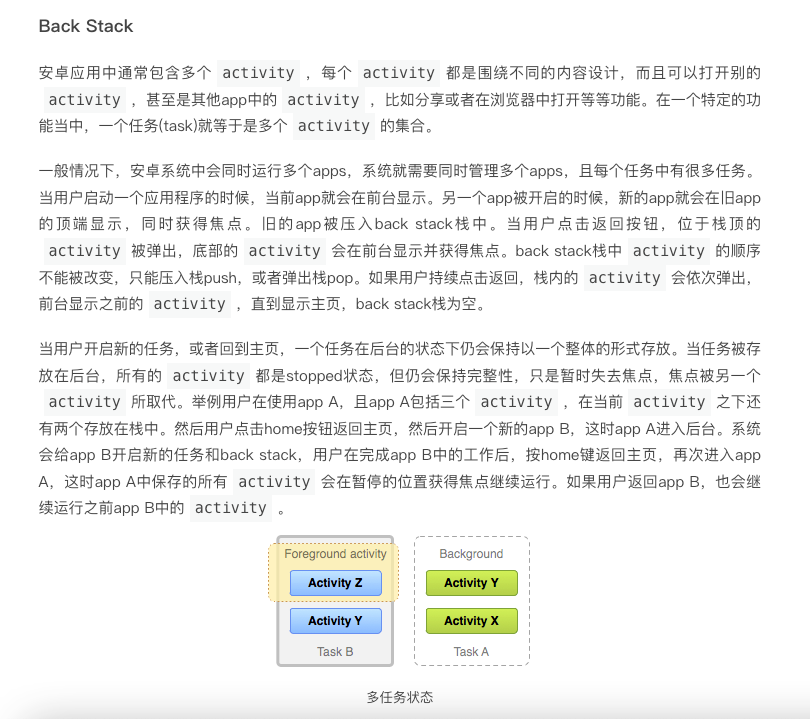 Back Stack
安卓应用中通常包含多个 activity ，每个 activity 都是围绕不同的内容设计，而且可以打开别的
activity ，甚至是其他app中的 activity ，比如分享或者在浏览器中打开等等功能。在一个特定的功
能当中，一个任务(task)就等于是多个 activity 的集合。
一般情况下，安卓系统中会同时运行多个apps，系统就需要同时管理多个apps，且每个任务中有很多任务。
当用户启动一个应用程序的时候，当前app就会在前台显示。另一个app被开启的时候，新的app就会在旧app
的顶端显示，同时获得焦点。旧的app被压入back stack栈中。当用户点击返回按钮，位于栈顶的
activity 被弹出，底部的 activity 会在前台显示并获得焦点。back stack栈中 activity 的顺序
不能被改变，只能压入栈push，或者弹出栈pop。如果用户持续点击返回，栈内的 activity 会依次弹出，
前台显示之前的 activity ，直到显示主页，back stack栈为空。
当用户开启新的任务，或者回到主页，一个任务在后台的状态下仍会保持以一个整体的形式存放。当任务被存
放在后台，所有的 activity 都是stopped状态，但仍会保持完整性，只是暂时失去焦点，焦点被另一个
activity 所取代。举例用户在使用app A，且app A包括三个 activity ，在当前 activity 之下还
有两个存放在栈中。然后用户点击home按钮返回主页，然后开启一个新的app B，这时app A进入后台。系统
会给app B开启新的任务和back stack，用户在完成app B中的工作后，按home键返回主页，再次进入app
A，这时app A中保存的所有 activity 会在暂停的位置获得焦点继续运行。如果用户返回app B，也会继
续运行之前app B中的 activity 。
Foreground activity
Activity Z
Activity Y
Task B
Background
Activity Y
Activity X
Task A
多任务状态